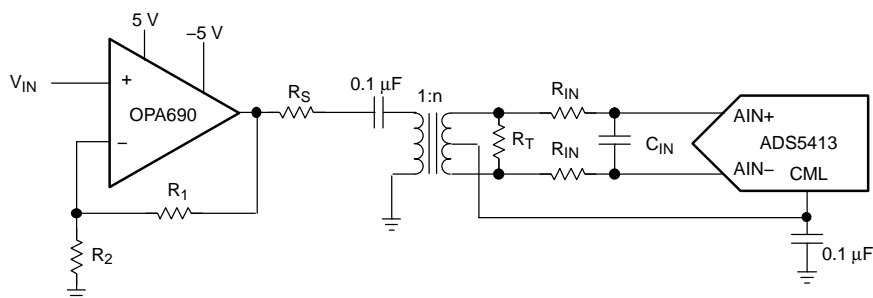 5 V
–5 V
VIN
+
OPA690
–
RS
0.1 μF
1:n
RIN
RT
RIN
CIN
AIN+
ADS5413
AIN–
CML
R1
R2
0.1 μF